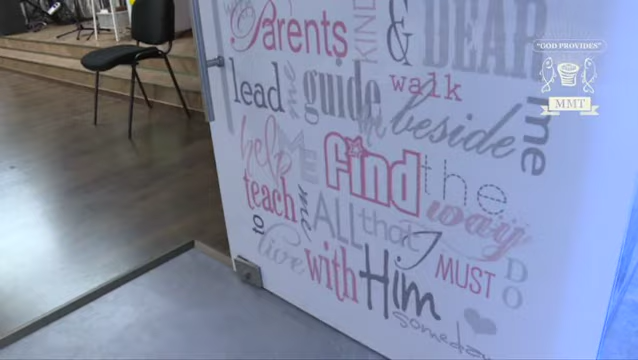 Parents KIND & DEAR
lead me guide walk
me beside me
help ME Find the
teach me ALL that I way
to live with Him MUST DO
someday
"GOD PROVIDES"
MMT